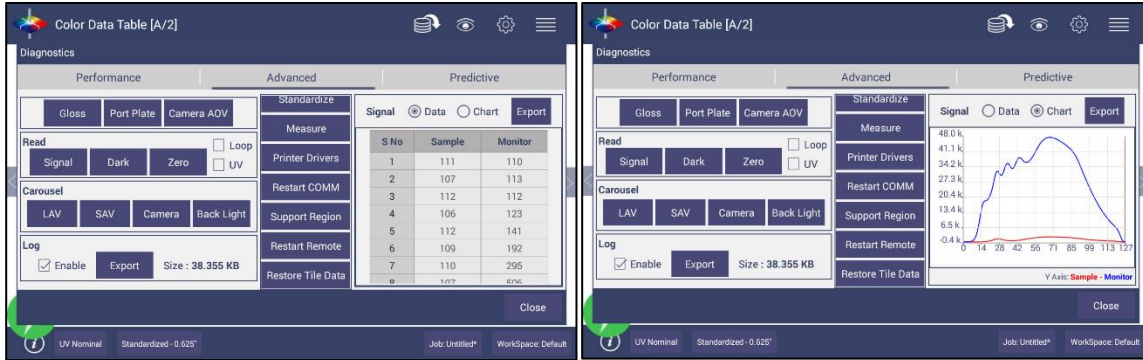 Color Data Table [A/2]
Diagnostics
Performance Advanced Predictive
Gloss Port Plate Camera AOV
Read
Loop
Signal Dark Zero
UV
Carousel
LAV SAV Camera Back Light
Log
Enable Export Size : 38.355 KB
Standardize
Measure
Printer Drivers
Restart COMM
Support Region
Restart Remote
Restore Tile Data
Signal Data Chart Export
S No Sample Monitor
1 111 110
2 107 113
3 112 112
4 106 123
5 112 141
6 109 192
7 110 295
8 107 506
Close
i UV Nominal Standardized - 0.625" Job: Untitled* WorkSpace: Default
Color Data Table [A/2]
Diagnostics
Performance Advanced Predictive
Gloss Port Plate Camera AOV
Read
Loop
Signal Dark Zero
UV
Carousel
LAV SAV Camera Back Light
Log
Enable Export Size : 38.355 KB
Standardize
Measure
Printer Drivers
Restart COMM
Support Region
Restart Remote
Restore Tile Data
Signal Data Chart Export
48.0 k
41.1 k
34.2 k
27.3 k
20.4 k
13.4 k
6.5 k
-0.4 k
0 14 28 42 56 71 85 99 113 127
Y Axis: Sample - Monitor
Close
i UV Nominal Standardized - 0.625" Job: Untitled* WorkSpace: Default